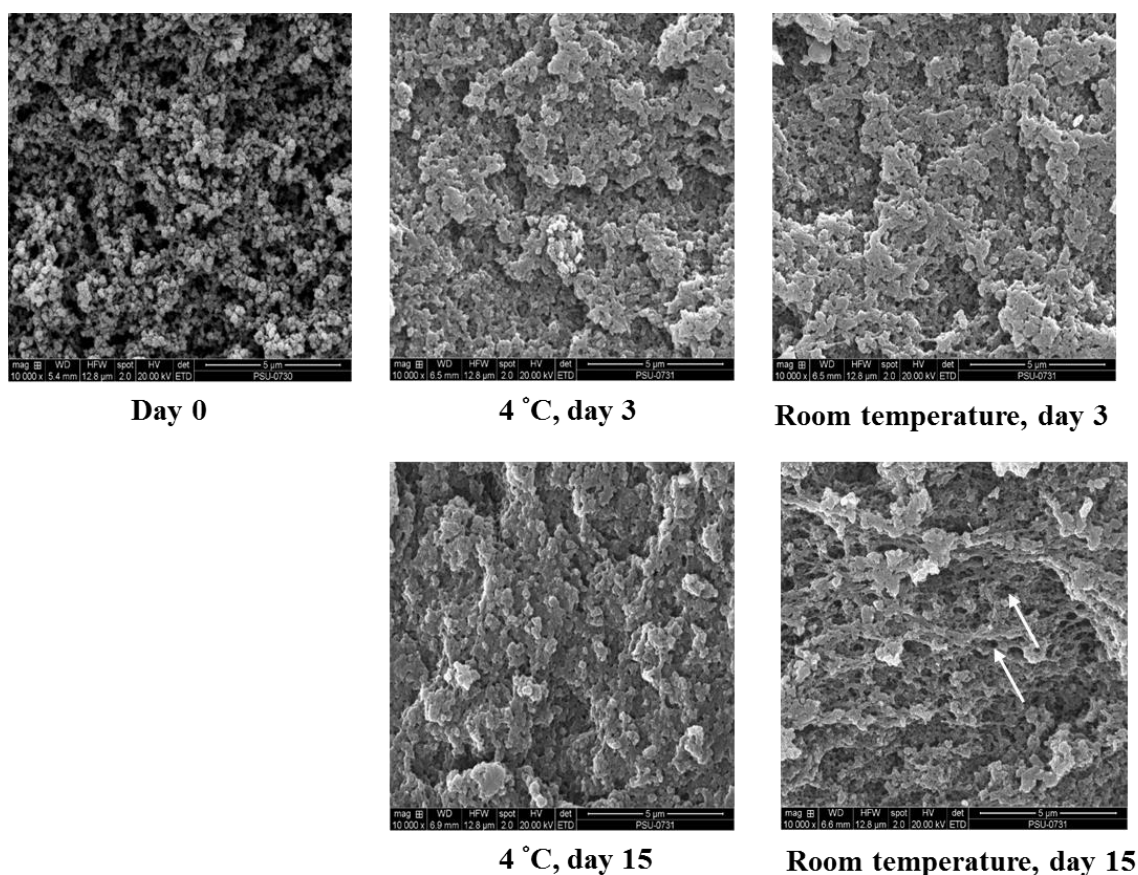 mag ⊞ WD HFW spot HV det 5 µm
10 000 x 5.4 mm 12.8 µm 2.0 20.00 kV ETD PSU-0730
Day 0
mag ⊞ WD HFW spot HV det 5 µm
10 000 x 6.5 mm 12.8 µm 2.0 20.00 kV ETD PSU-0731
4 °C, day 3
mag ⊞ WD HFW spot HV det 5 µm
10 000 x 6.5 mm 12.8 µm 2.0 20.00 kV ETD PSU-0731
Room temperature, day 3
mag ⊞ WD HFW spot HV det 5 µm
10 000 x 6.9 mm 12.8 µm 2.0 20.00 kV ETD PSU-0731
4 °C, day 15
mag ⊞ WD HFW spot HV det 5 µm
10 000 x 6.6 mm 12.8 µm 2.0 20.00 kV ETD PSU-0731
Room temperature, day 15